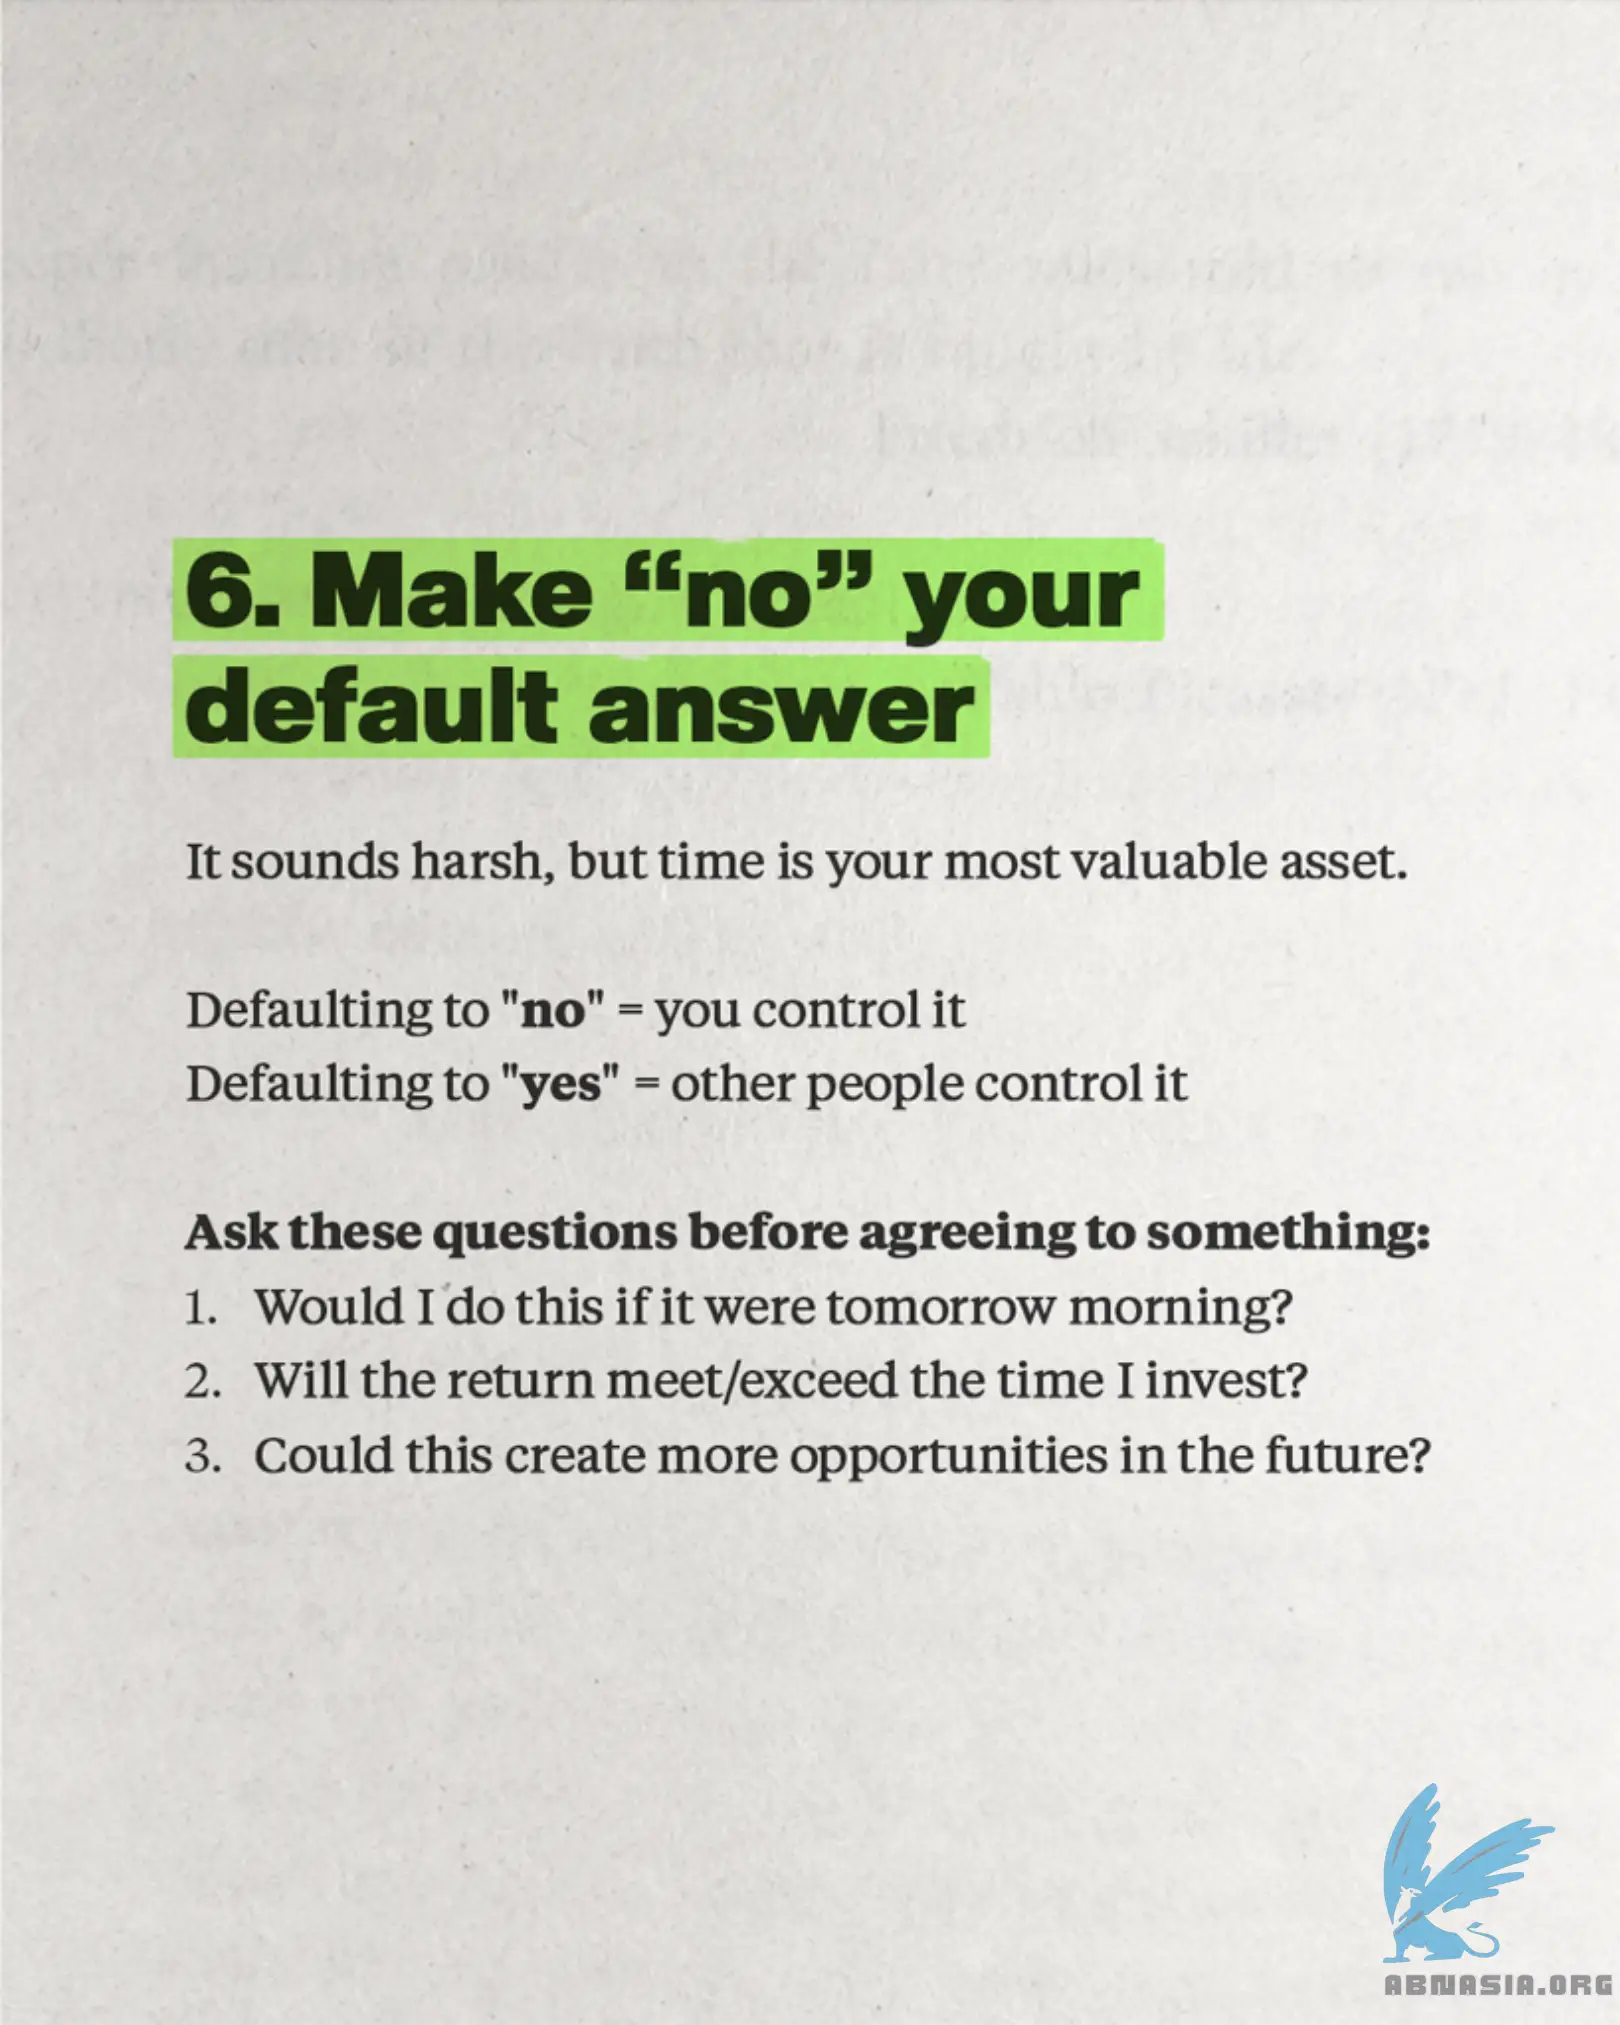 6. Make “no” your
default answer
It sounds harsh, but time is your most valuable asset.
Defaulting to "no" = you control it
Defaulting to "yes" = other people control it
Ask these questions before agreeing to something:
1. Would I do this if it were tomorrow morning?
2. Will the return meet/exceed the time I invest?
3. Could this create more opportunities in the future?
ABNASIA.ORG